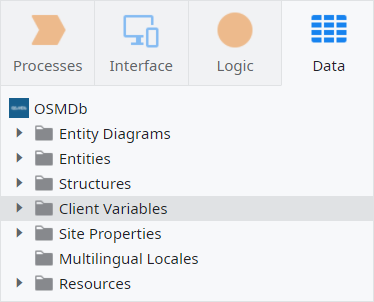 Processes
Interface
Logic
Data
OSMDb
Entity Diagrams
Entities
Structures
Client Variables
Site Properties
Multilingual Locales
Resources